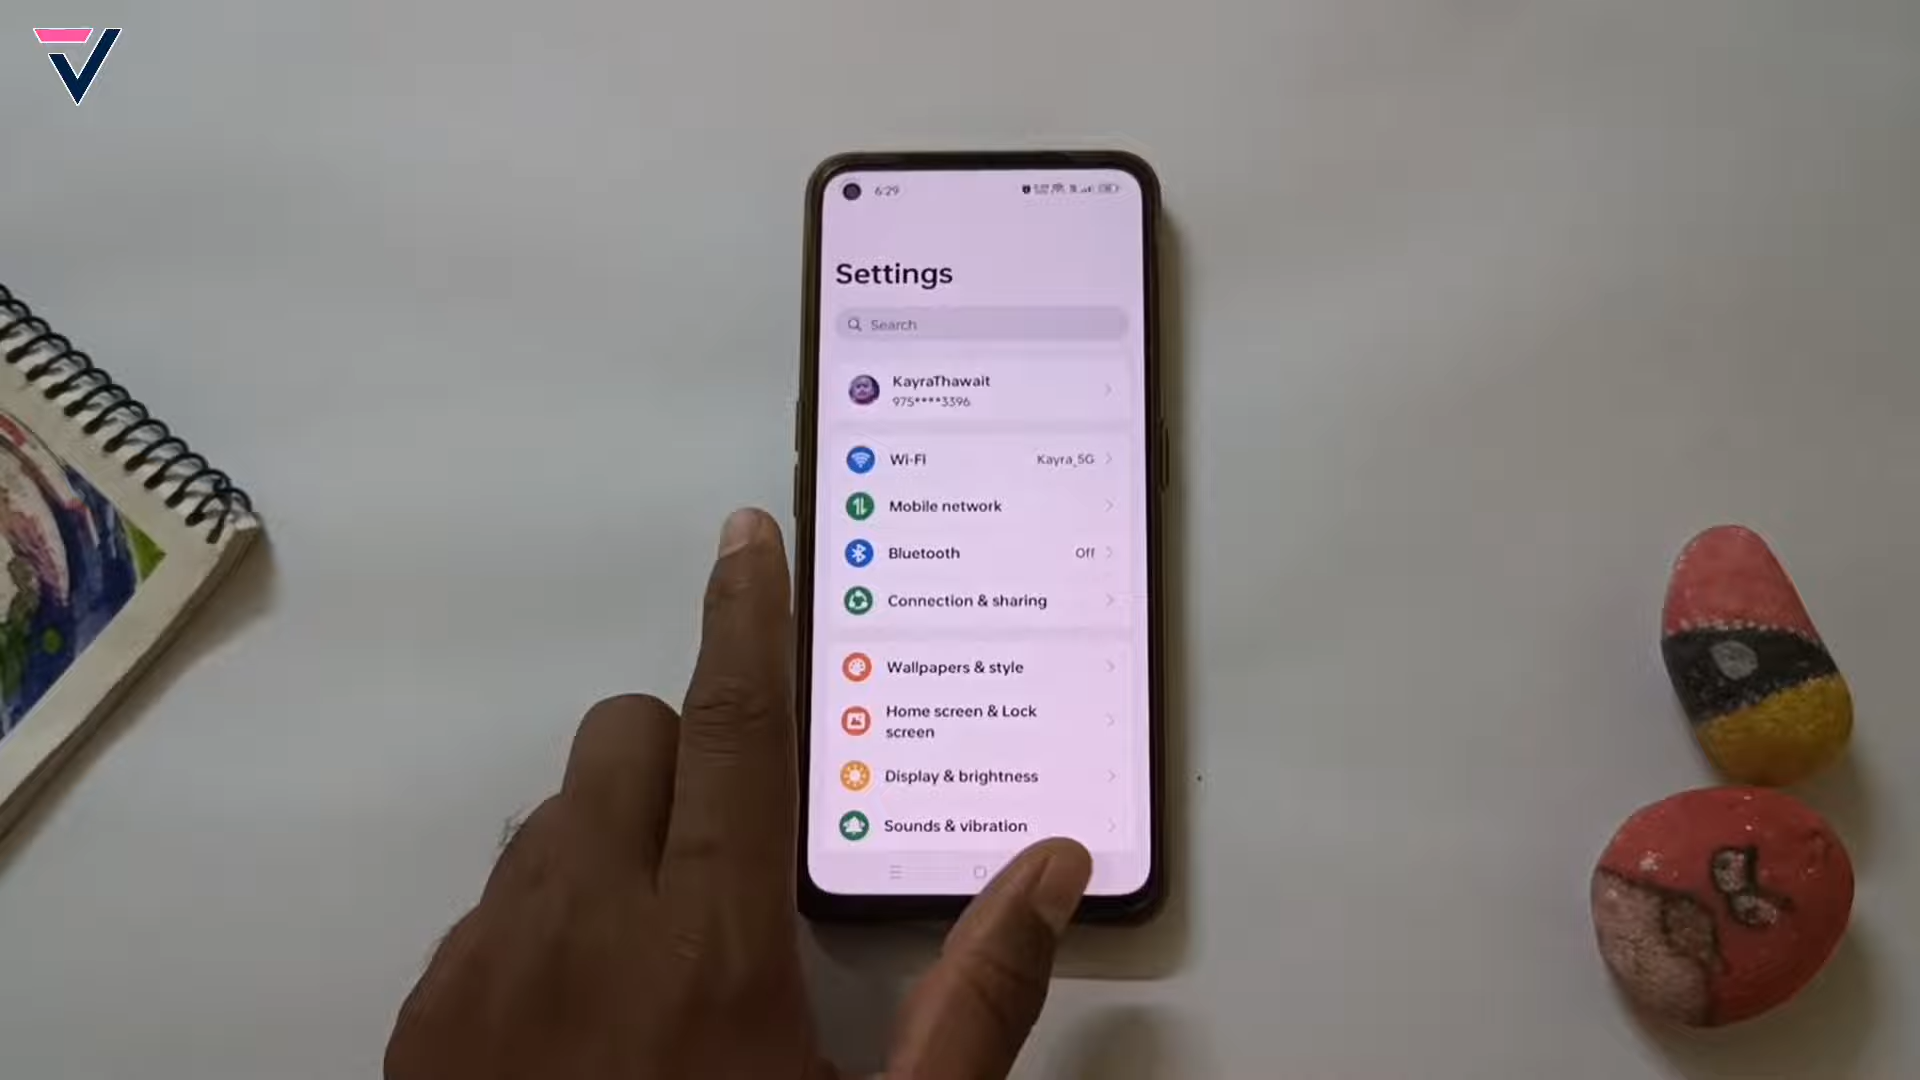 6:29
Settings
Search
KayraThawait
975****3396
Wi-Fi
Kayra_5G
Mobile network
Bluetooth
Off
Connection & sharing
Wallpapers & style
Home screen & Lock
screen
Display & brightness
Sounds & vibration